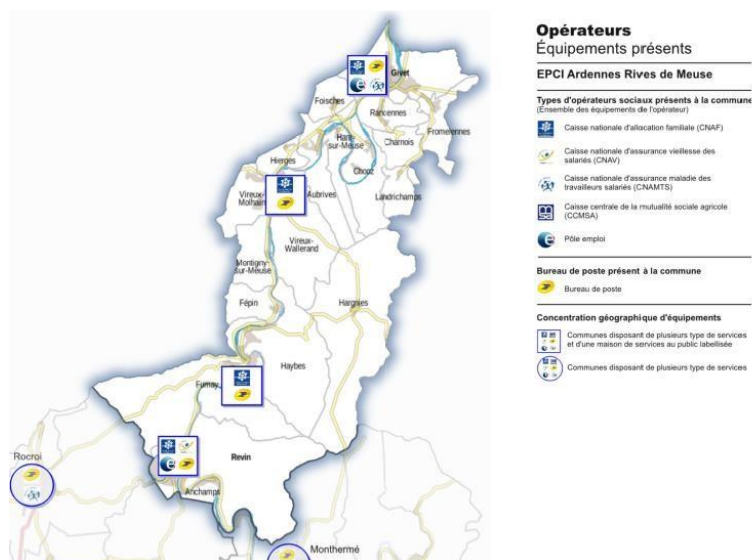 Givet
Foisches
Rancennes
Fromelennes
Ham-
sur-Meuse
Charnois
Hierges
Chooz
Vireux-
Molhain
Aubrives
Landrichamps
Vireux-
Wallerand
Montigny-
sur-Meuse
Fépin
Hargnies
Haybes
Fumay
Revin
Rocroi
Anchamps
Monthermé
Opérateurs
Équipements présents
EPCI Ardennes Rives de Meuse
Types d'opérateurs sociaux présents à la commune
(Ensemble des équipements de l'opérateur)
Caisse nationale d'allocation familiale (CNAF)
Caisse nationale d'assurance vieillesse des
salariés (CNAV)
Caisse nationale d'assurance maladie des
travailleurs salariés (CNAMTS)
Caisse centrale de la mutualité sociale agricole
(CCMSA)
Pôle emploi
Bureau de poste présent à la commune
Bureau de poste
Concentration géographique d'équipements
Communes disposant de plusieurs type de services
et d'une maison de services au public labellisée
Communes disposant de plusieurs type de services